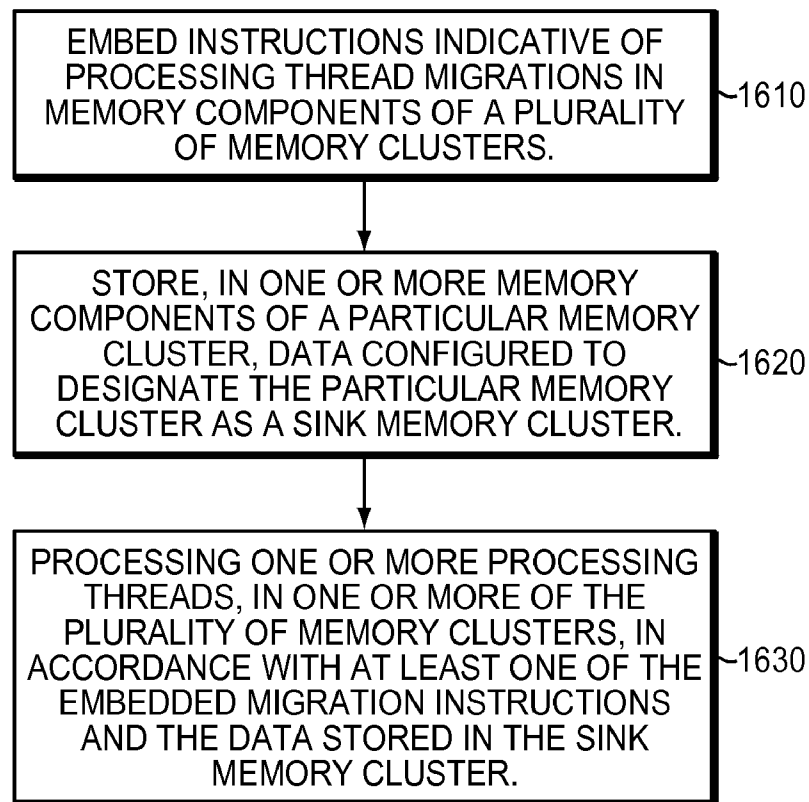 EMBED INSTRUCTIONS INDICATIVE OF
PROCESSING THREAD MIGRATIONS IN
MEMORY COMPONENTS OF A PLURALITY
OF MEMORY CLUSTERS.
1610
STORE, IN ONE OR MORE MEMORY
COMPONENTS OF A PARTICULAR MEMORY
CLUSTER, DATA CONFIGURED TO
DESIGNATE THE PARTICULAR MEMORY
CLUSTER AS A SINK MEMORY CLUSTER.
1620
PROCESSING ONE OR MORE PROCESSING
THREADS, IN ONE OR MORE OF THE
PLURALITY OF MEMORY CLUSTERS, IN
ACCORDANCE WITH AT LEAST ONE OF THE
EMBEDDED MIGRATION INSTRUCTIONS
AND THE DATA STORED IN THE SINK
MEMORY CLUSTER.
1630